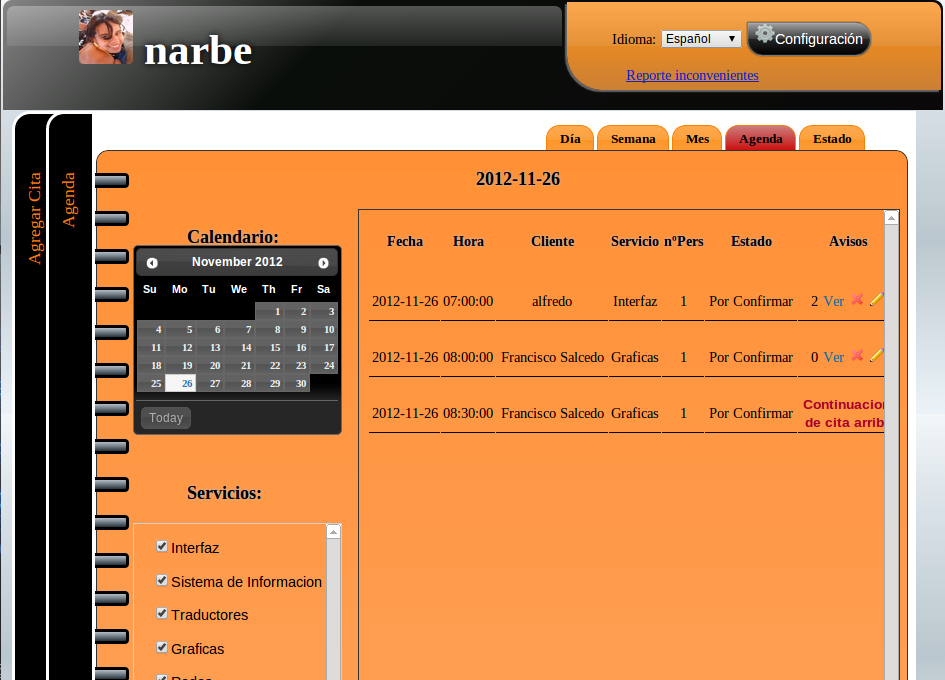 narbe
Idioma: Español Configuración
Reporte inconvenientes
Agregar Cita
Agenda
Día Semana Mes Agenda Estado
2012-11-26
Calendario:
November 2012
Su Mo Tu We Th Fr Sa
1 2 3
4 5 6 7 8 9 10
11 12 13 14 15 16 17
18 19 20 21 22 23 24
25 26 27 28 29 30
Today
Servicios:
Interfaz
Sistema de Informacion
Traductores
Graficas
Redes
Fecha Hora Cliente Servicio nºPers Estado Avisos
2012-11-26 07:00:00 alfredo Interfaz 1 Por Confirmar 2 Ver
2012-11-26 08:00:00 Francisco Salcedo Graficas 1 Por Confirmar 0 Ver
2012-11-26 08:30:00 Francisco Salcedo Graficas 1 Por Confirmar Continuacion
de cita arrib